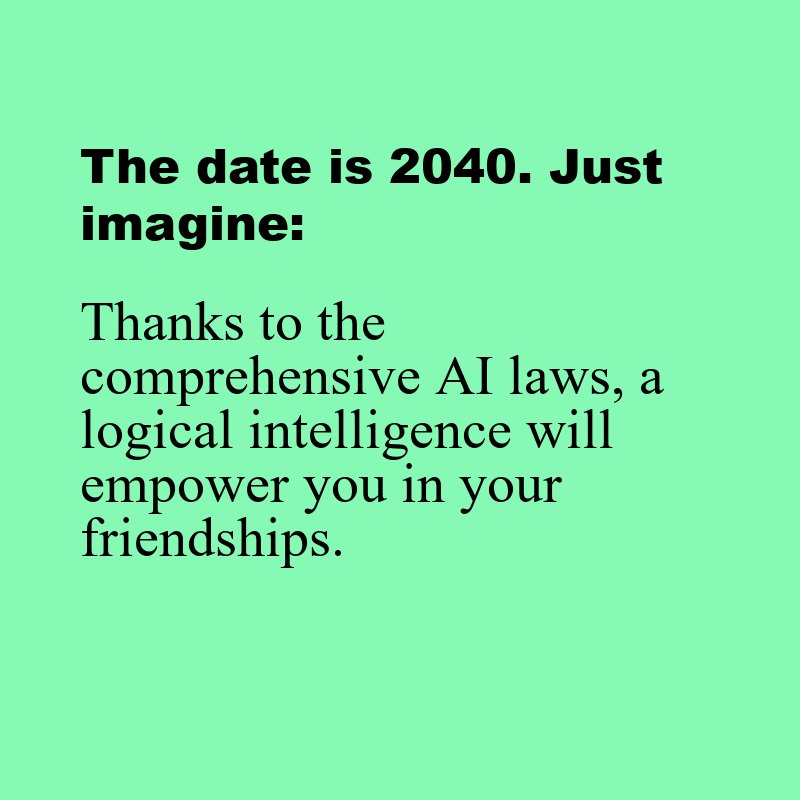 The date is 2040. Just
imagine:
Thanks to the
comprehensive AI laws, a
logical intelligence will
empower you in your
friendships.